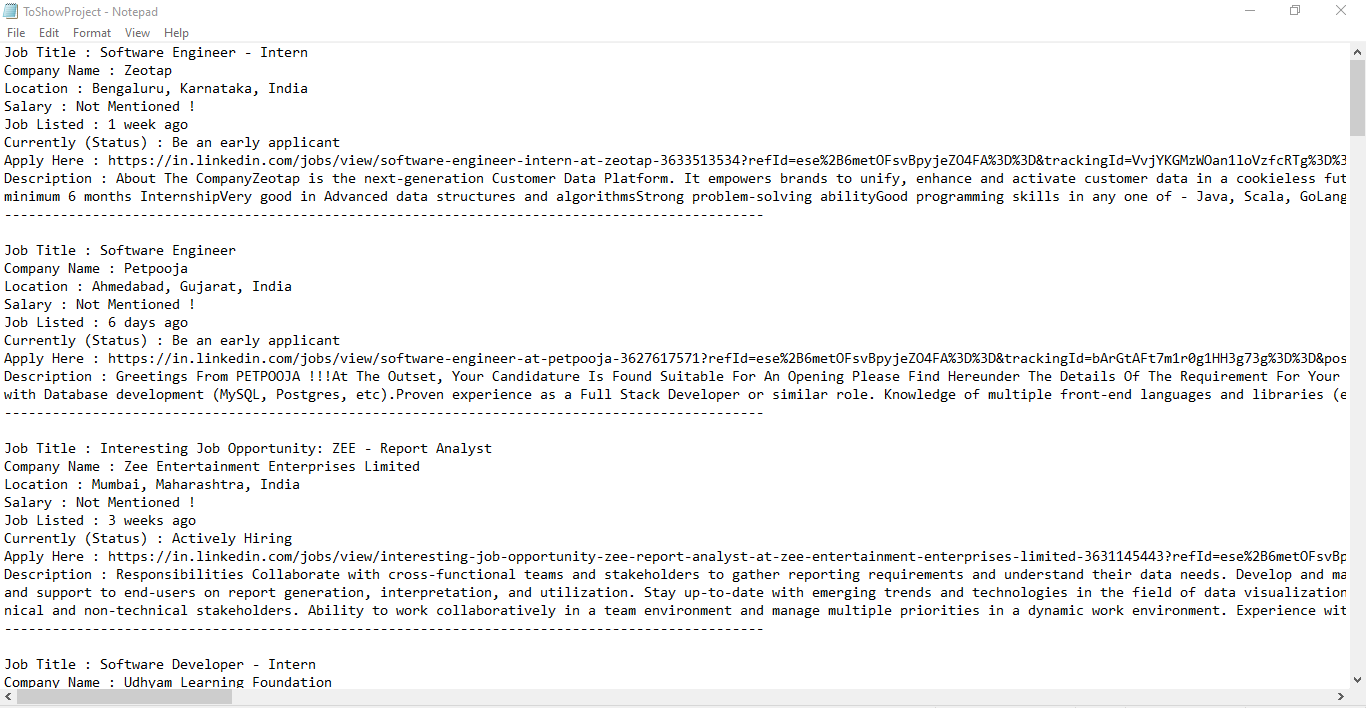 ToShowProject - Notepad
File Edit Format View Help
Job Title : Software Engineer - Intern
Company Name : Zeotap
Location : Bengaluru, Karnataka, India
Salary : Not Mentioned !
Job Listed : 1 week ago
Currently (Status) : Be an early applicant
Apply Here : https://in.linkedin.com/jobs/view/software-engineer-intern-at-zeotap-3633513534?refId=ese%2B6metOFsvBpyjeZO4FA%3D%3D&trackingId=VvjYKGMzWOan1loVzfcRTg%3D%3
Description : About The CompanyZeotap is the next-generation Customer Data Platform. It empowers brands to unify, enhance and activate customer data in a cookieless fut
minimum 6 months InternshipVery good in Advanced data structures and algorithmsStrong problem-solving abilityGood programming skills in any one of - Java, Scala, GoLang
-----------------------------------------------------------------------------------------------
Job Title : Software Engineer
Company Name : Petpooja
Location : Ahmedabad, Gujarat, India
Salary : Not Mentioned !
Job Listed : 6 days ago
Currently (Status) : Be an early applicant
Apply Here : https://in.linkedin.com/jobs/view/software-engineer-at-petpooja-3627617571?refId=ese%2B6metOFsvBpyjeZO4FA%3D%3D&trackingId=bArGtAFt7m1r0g1HH3g73g%3D%3D&pos
Description : Greetings From PETPOOJA !!!At The Outset, Your Candidature Is Found Suitable For An Opening Please Find Hereunder The Details Of The Requirement For Your
with Database development (MySQL, Postgres, etc).Proven experience as a Full Stack Developer or similar role. Knowledge of multiple front-end languages and libraries (e
-----------------------------------------------------------------------------------------------
Job Title : Interesting Job Opportunity: ZEE - Report Analyst
Company Name : Zee Entertainment Enterprises Limited
Location : Mumbai, Maharashtra, India
Salary : Not Mentioned !
Job Listed : 3 weeks ago
Currently (Status) : Actively Hiring
Apply Here : https://in.linkedin.com/jobs/view/interesting-job-opportunity-zee-report-analyst-at-zee-entertainment-enterprises-limited-3631145443?refId=ese%2B6metOFsvBp
Description : Responsibilities Collaborate with cross-functional teams and stakeholders to gather reporting requirements and understand their data needs. Develop and ma
and support to end-users on report generation, interpretation, and utilization. Stay up-to-date with emerging trends and technologies in the field of data visualization
nical and non-technical stakeholders. Ability to work collaboratively in a team environment and manage multiple priorities in a dynamic work environment. Experience wit
-----------------------------------------------------------------------------------------------
Job Title : Software Developer - Intern
Company Name : Udhyam Learning Foundation